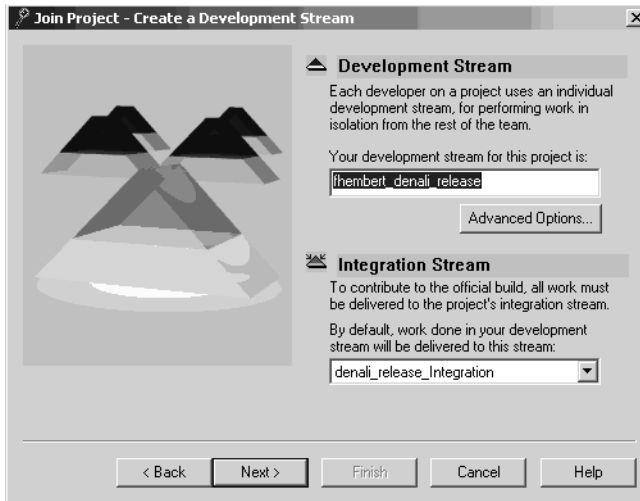 Join Project - Create a Development Stream
Development Stream
Each developer on a project uses an individual
development stream, for performing work in
isolation from the rest of the team.
Your development stream for this project is:
fhembert_denali_release
Advanced Options...
Integration Stream
To contribute to the official build, all work must
be delivered to the project's integration stream.
By default, work done in your development
stream will be delivered to this stream:
denali_release_Integration
< Back
Next >
Finish
Cancel
Help